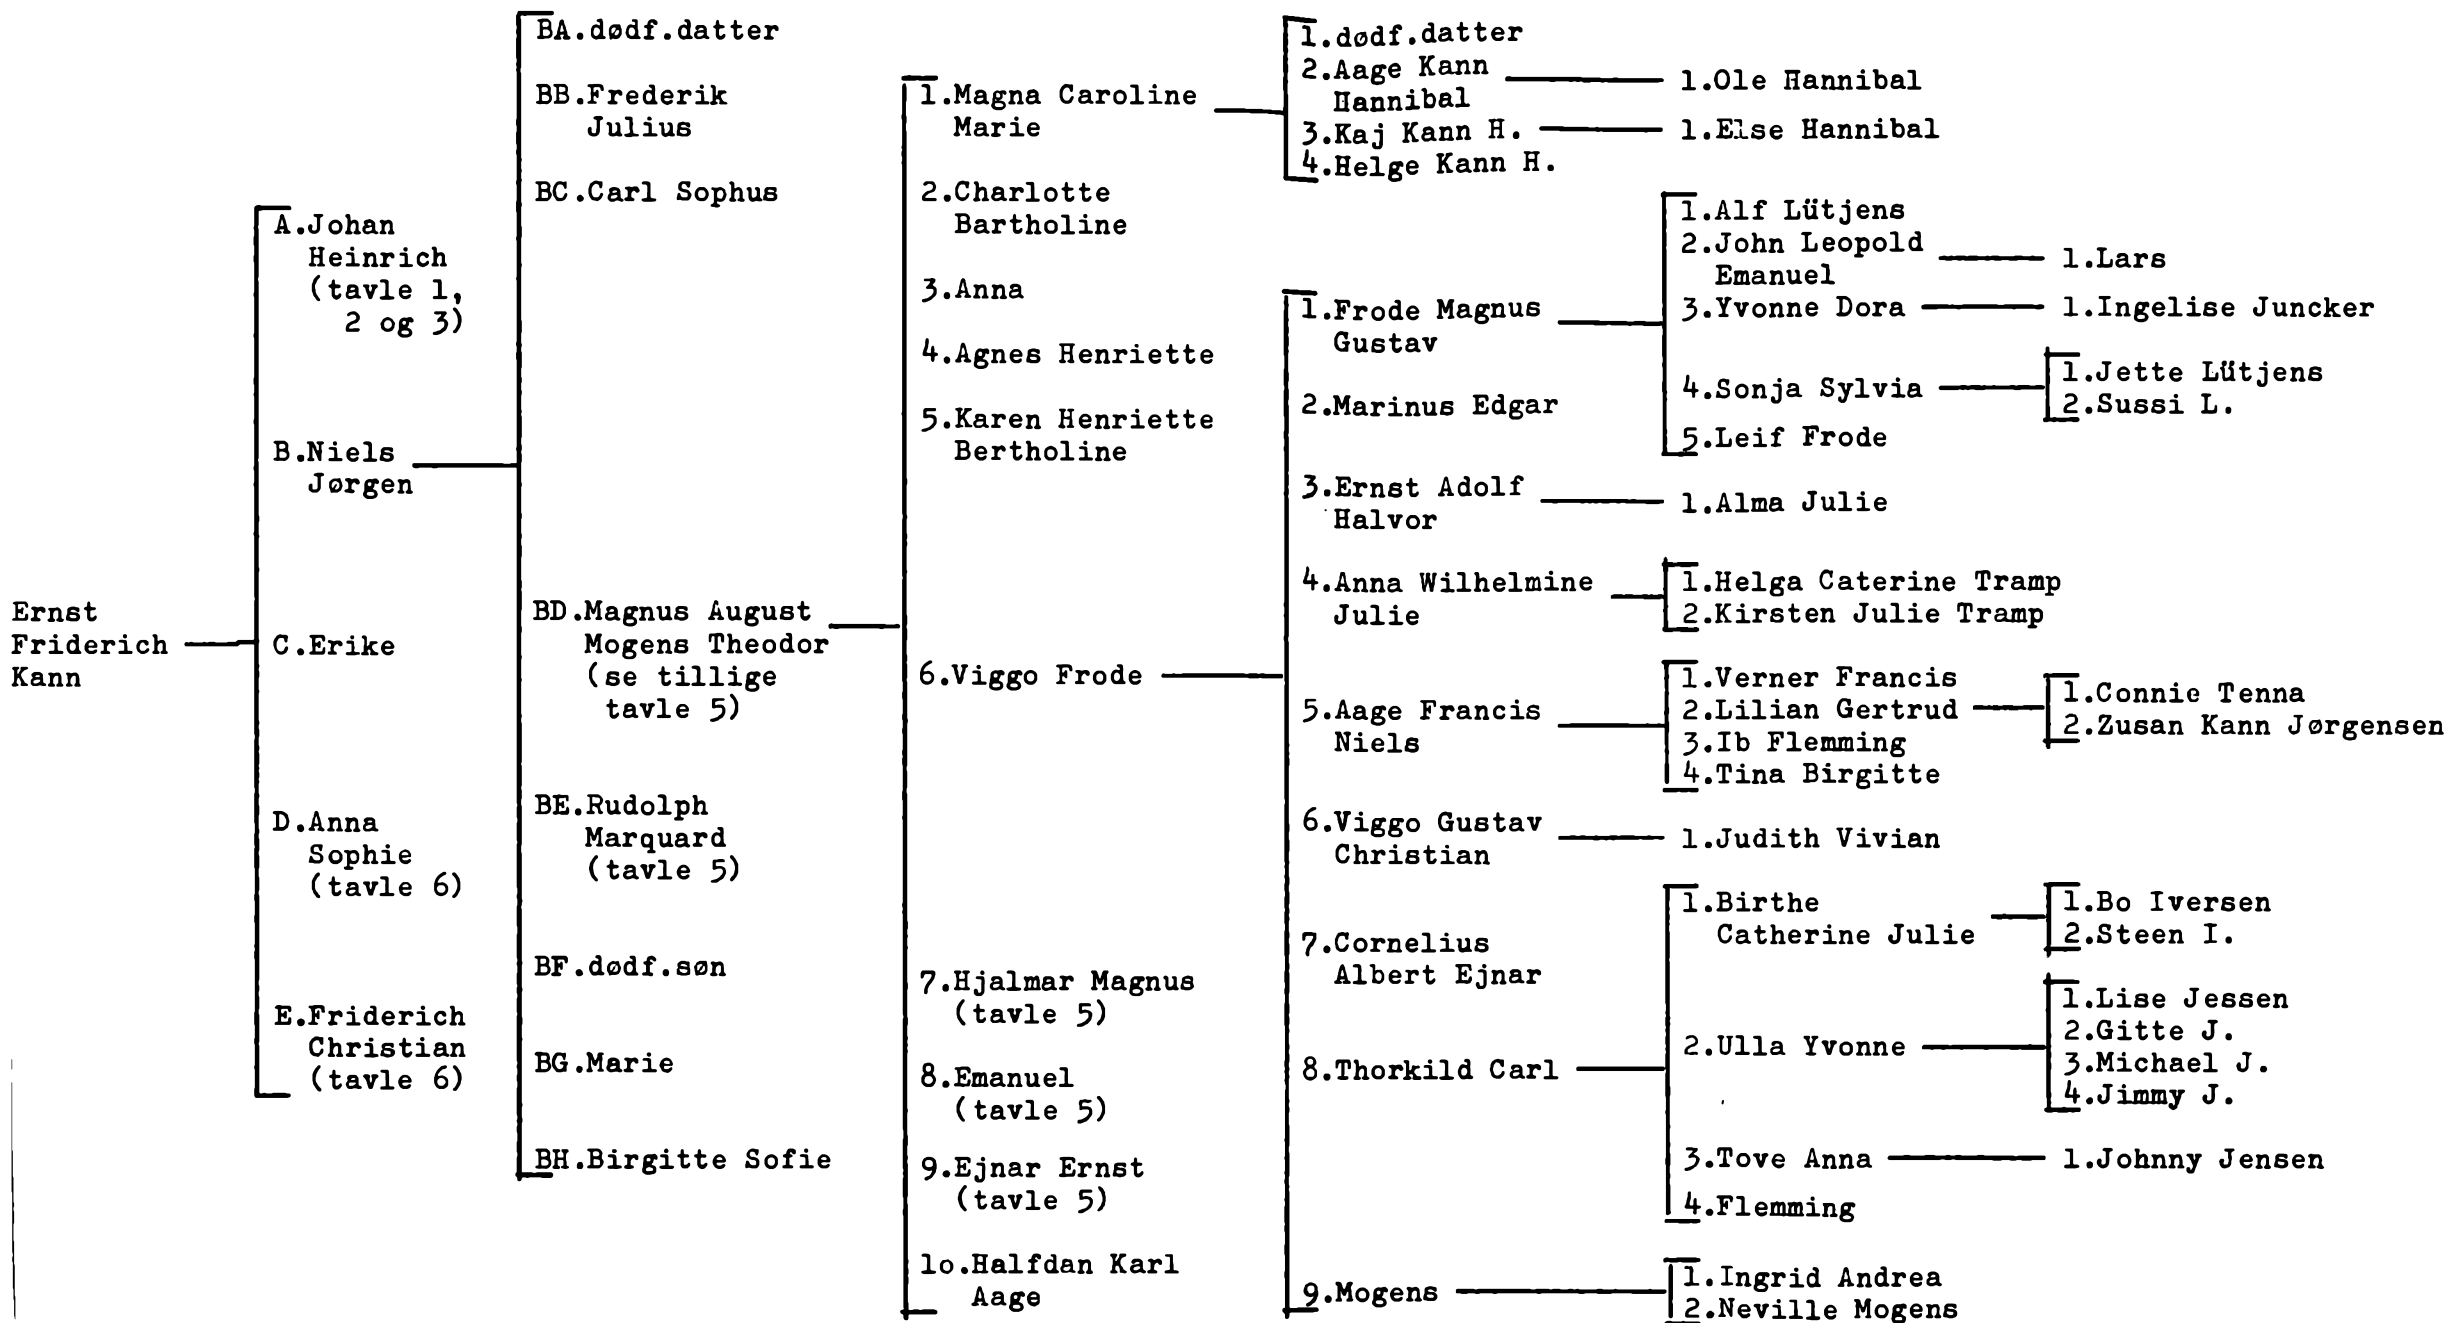 Ernst
Friderich
Kann
A.Johan
Heinrich
(tavle 1,
2 og 3)
B.Niels
Jørgen
C.Erike
D.Anna
Sophie
(tavle 6)
E.Friderich
Christian
(tavle 6)
BA.dødf.datter
BB.Frederik
Julius
BC.Carl Sophus
BD.Magnus August
Mogens Theodor
(se tillige
tavle 5)
BE.Rudolph
Marquard
(tavle 5)
BF.dødf.søn
BG.Marie
BH.Birgitte Sofie
1.Magna Caroline
Marie
2.Charlotte
Bartholine
3.Anna
4.Agnes Henriette
5.Karen Henriette
Bertholine
6.Viggo Frode
7.Hjalmar Magnus
(tavle 5)
8.Emanuel
(tavle 5)
9.Ejnar Ernst
(tavle 5)
1o.Halfdan Karl
Aage
1.dødf.datter
2.Aage Kann
Hannibal
3.Kaj Kann H.
4.Helge Kann H.
1.Frode Magnus
Gustav
2.Marinus Edgar
3.Ernst Adolf
Halvor
4.Anna Wilhelmine
Julie
5.Aage Francis
Niels
6.Viggo Gustav
Christian
7.Cornelius
Albert Ejnar
8.Thorkild Carl
9.Mogens
1.Ole Hannibal
1.Else Hannibal
1.Alf Lütjens
2.John Leopold
Emanuel
3.Yvonne Dora
4.Sonja Sylvia
5.Leif Frode
1.Alma Julie
1.Helga Caterine Tramp
2.Kirsten Julie Tramp
1.Verner Francis
2.Lilian Gertrud
3.Ib Flemming
4.Tina Birgitte
1.Judith Vivian
1.Birthe
Catherine Julie
2.Ulla Yvonne
3.Tove Anna
4.Flemming
1.Ingrid Andrea
2.Neville Mogens
1.Lars
1.Ingelise Juncker
1.Jette Lütjens
2.Sussi L.
1.Connie Tenna
2.Zusan Kann Jørgensen
1.Bo Iversen
2.Steen I.
1.Lise Jessen
2.Gitte J.
3.Michael J.
4.Jimmy J.
1.Johnny Jensen